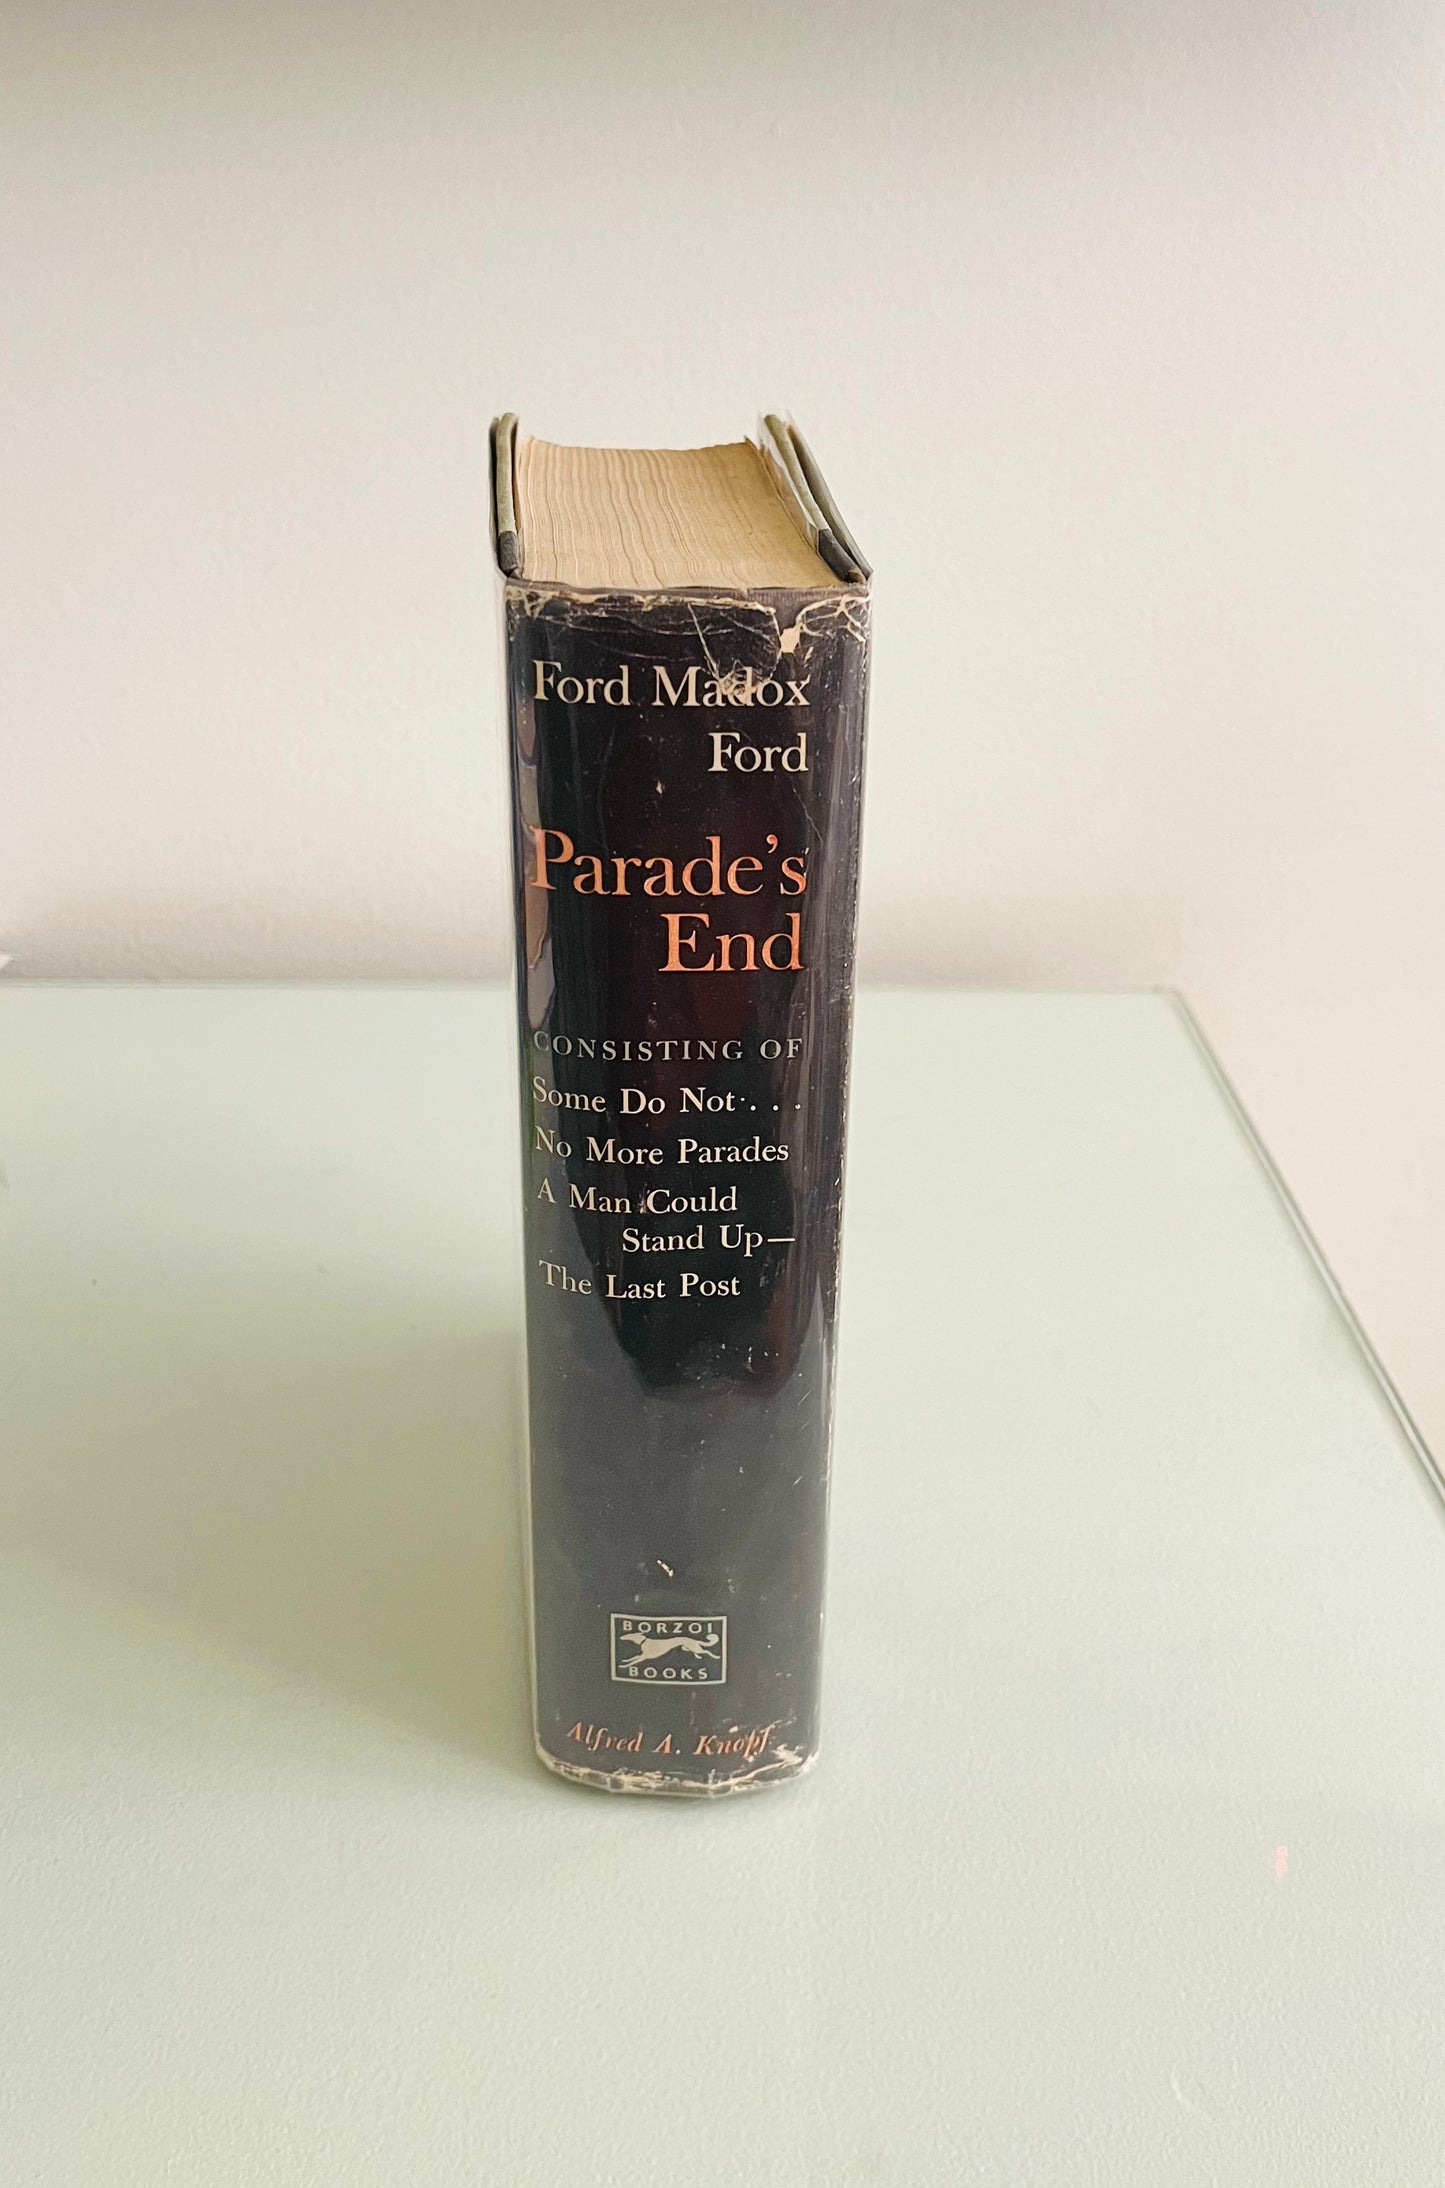 Ford Madox
Ford
Parade's
End
CONSISTING OF
Some Do Not . . .
No More Parades
A Man Could
Stand Up—
The Last Post
BORZOI
BOOKS
Alfred A. Knopf